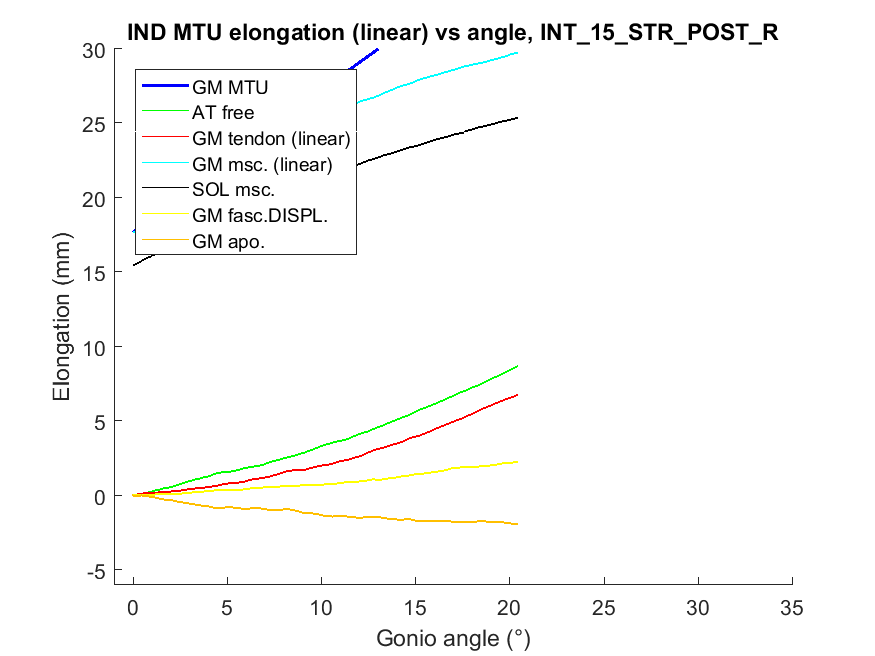 IND MTU elongation (linear) vs angle, INT_15_STR_POST_R
30
25
20
15
10
5
0
-5
Elongation (mm)
GM MTU
AT free
GM tendon (linear)
GM msc. (linear)
SOL msc.
GM fasc.DISPL.
GM apo.
0 5 10 15 20 25 30 35
Gonio angle (°)